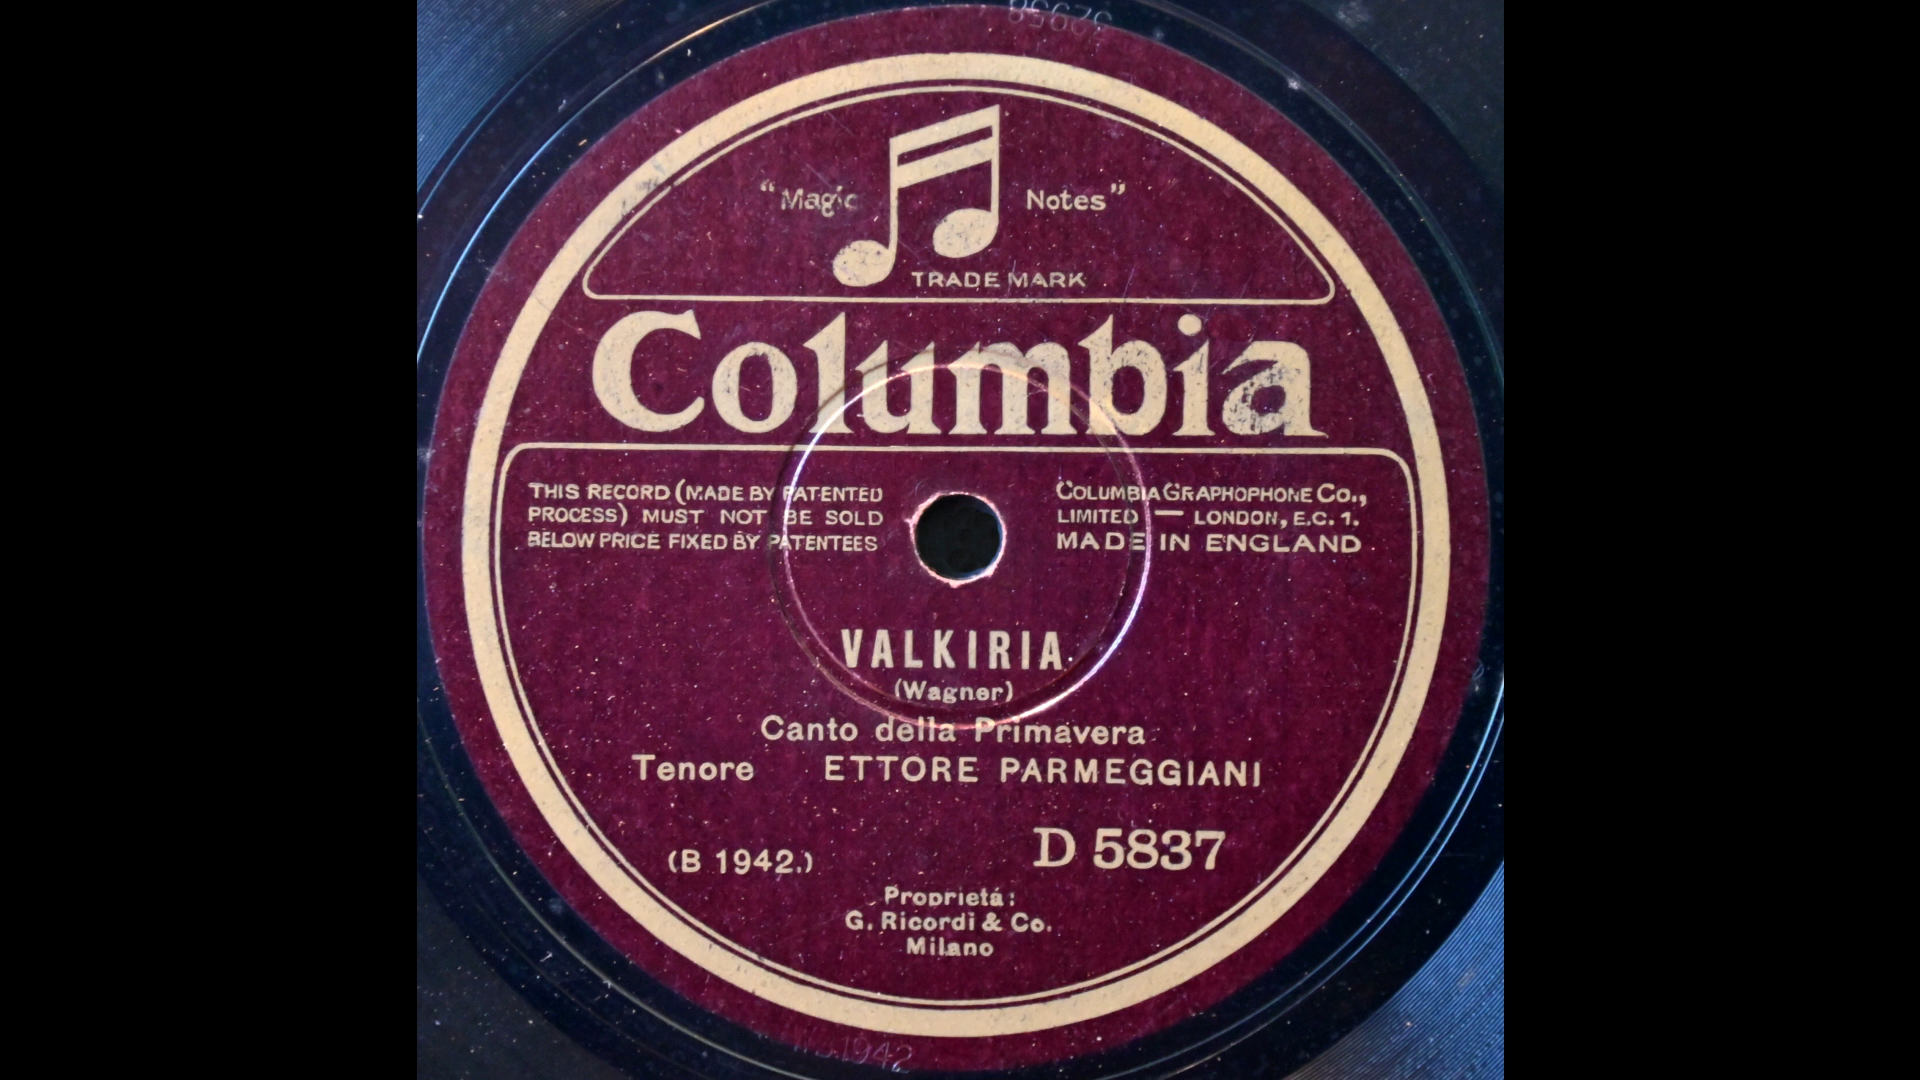 "Magic Notes"
TRADE MARK
Columbia
THIS RECORD (MADE BY PATENTED
PROCESS) MUST NOT BE SOLD
BELOW PRICE FIXED BY PATENTEES
COLUMBIA GRAPHOPHONE CO.,
LIMITED — LONDON, E.C. 1.
MADE IN ENGLAND
VALKIRIA.
(Wagner)
Canto della Primavera
Tenore ETTORE PARMEGGIANI
(B 1942.)
D 5837
Proprietá:
G. Ricordi & Co.
Milano